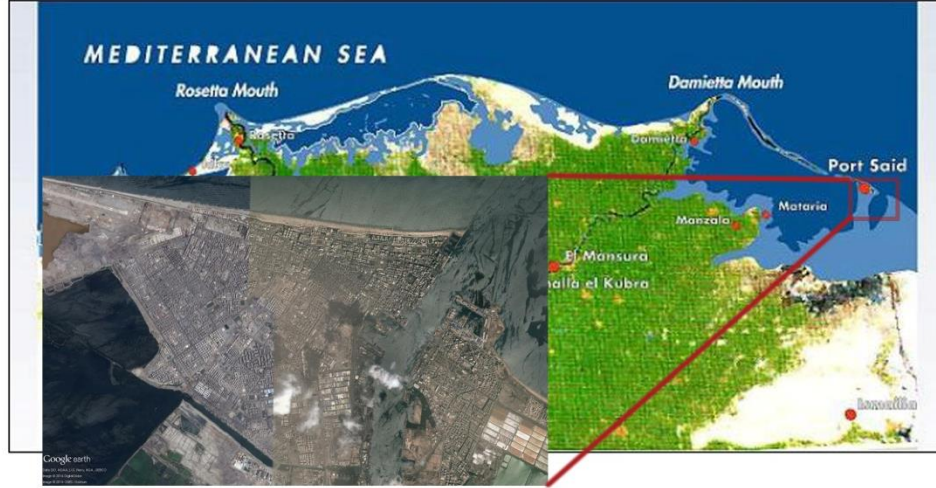 MEDITERRANEAN SEA
Rosetta Mouth
Damietta Mouth
Rosetta
Damietta
Port Said
Mataria
Manzala
El Mansura
halla el Kubra
Ismailia
Google earth